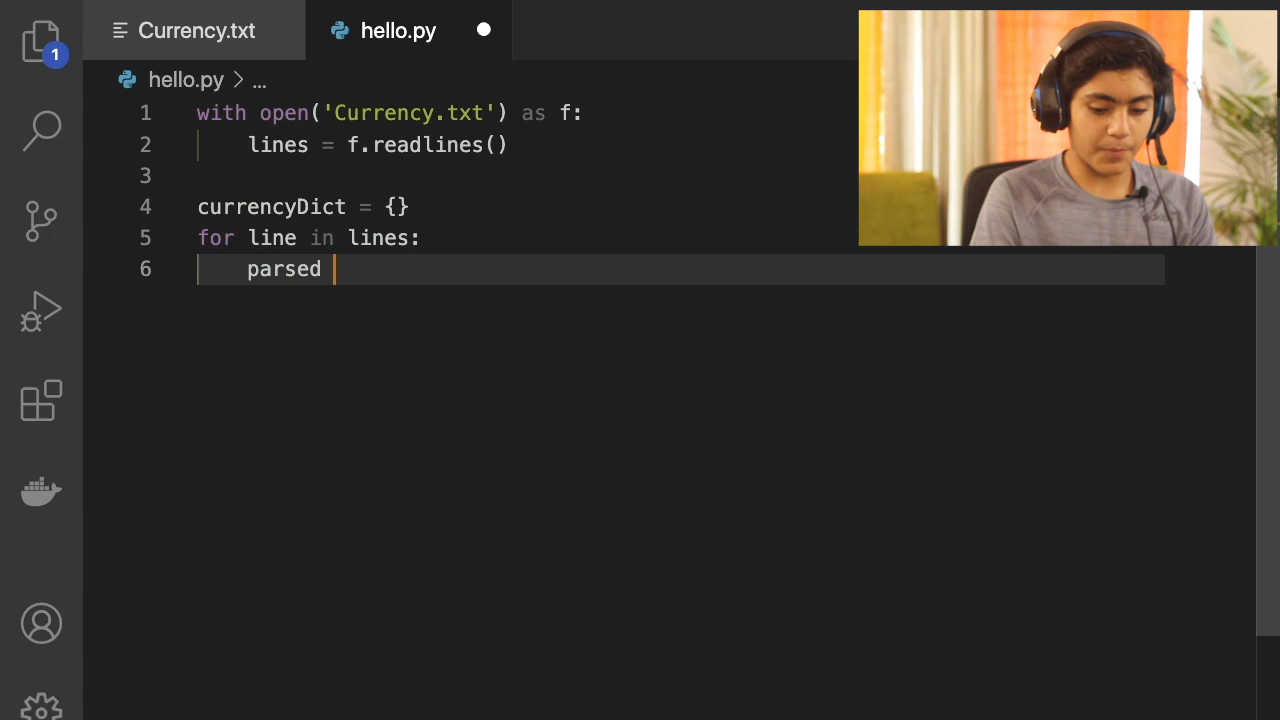 Currency.txt hello.py
1
hello.py > ...
1 with open('Currency.txt') as f:
2     lines = f.readlines()
3
4 currencyDict = {}
5 for line in lines:
6     parsed